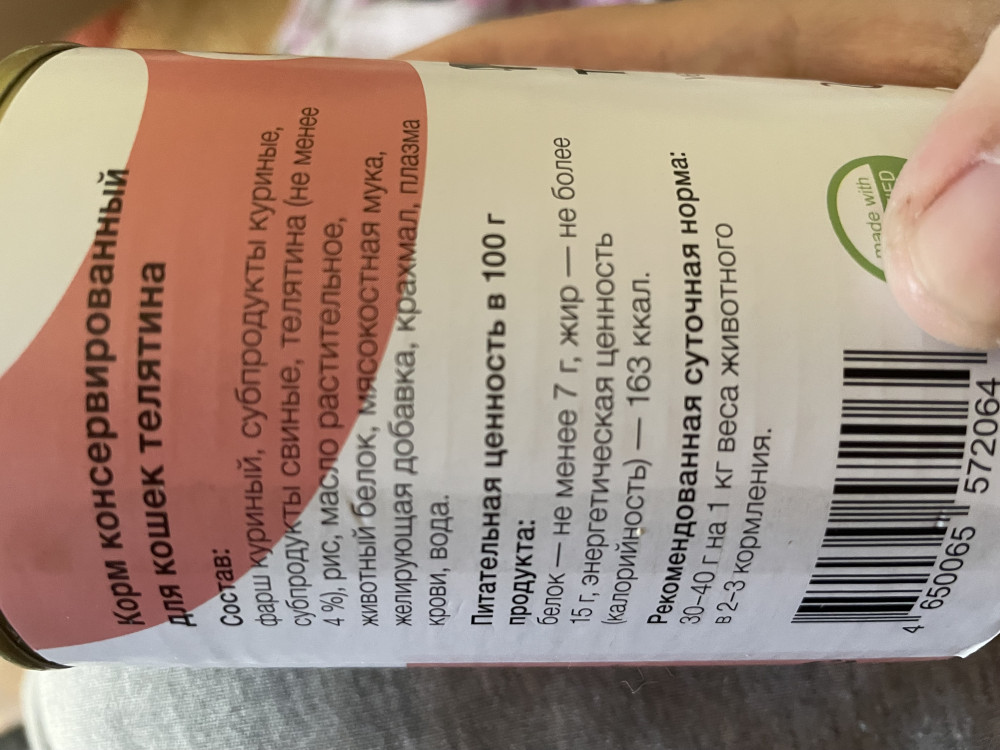 Корм консервированный
для кошек телятина
Состав:
фарш куриный, субпродукты куриные,
субпродукты свиные, телятина (не менее
4 %), рис, масло растительное,
животный белок, мясокостная мука,
желирующая добавка, крахмал, плазма
крови, вода.
Питательная ценность в 100 г
продукта:
белок — не менее 7 г, жир — не более
15 г, энергетическая ценность
(калорийность) — 163 ккал.
Рекомендованная суточная норма:
30-40 г на 1 кг веса животного
в 2-3 кормления.
made with
4 650065 572064